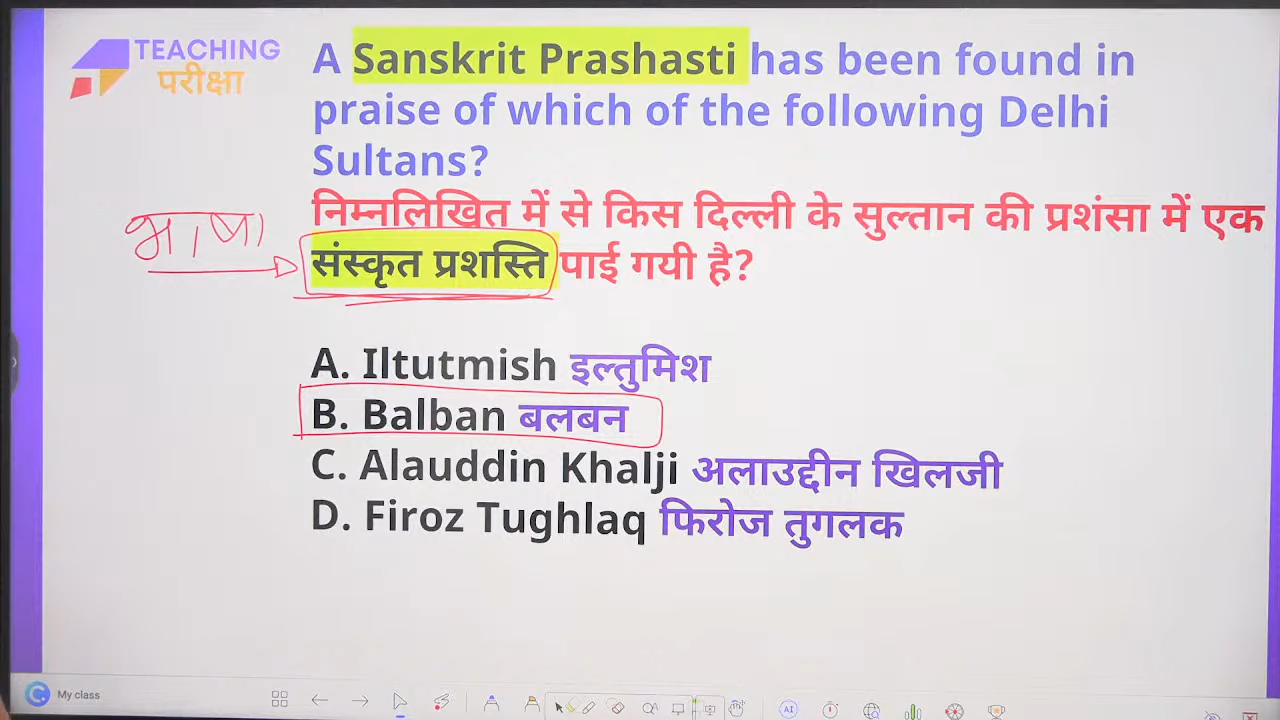 TEACHING
परीक्षा
A Sanskrit Prashasti has been found in
praise of which of the following Delhi
Sultans?
निम्नलिखित में से किस दिल्ली के सुल्तान की प्रशंसा में एक
भाषा
संस्कृत प्रशस्ति पाई गयी है?
A. Iltutmish इल्तुमिश
B. Balban बलबन
C. Alauddin Khalji अलाउद्दीन खिलजी
D. Firoz Tughlaq फिरोज तुगलक
My class
AI